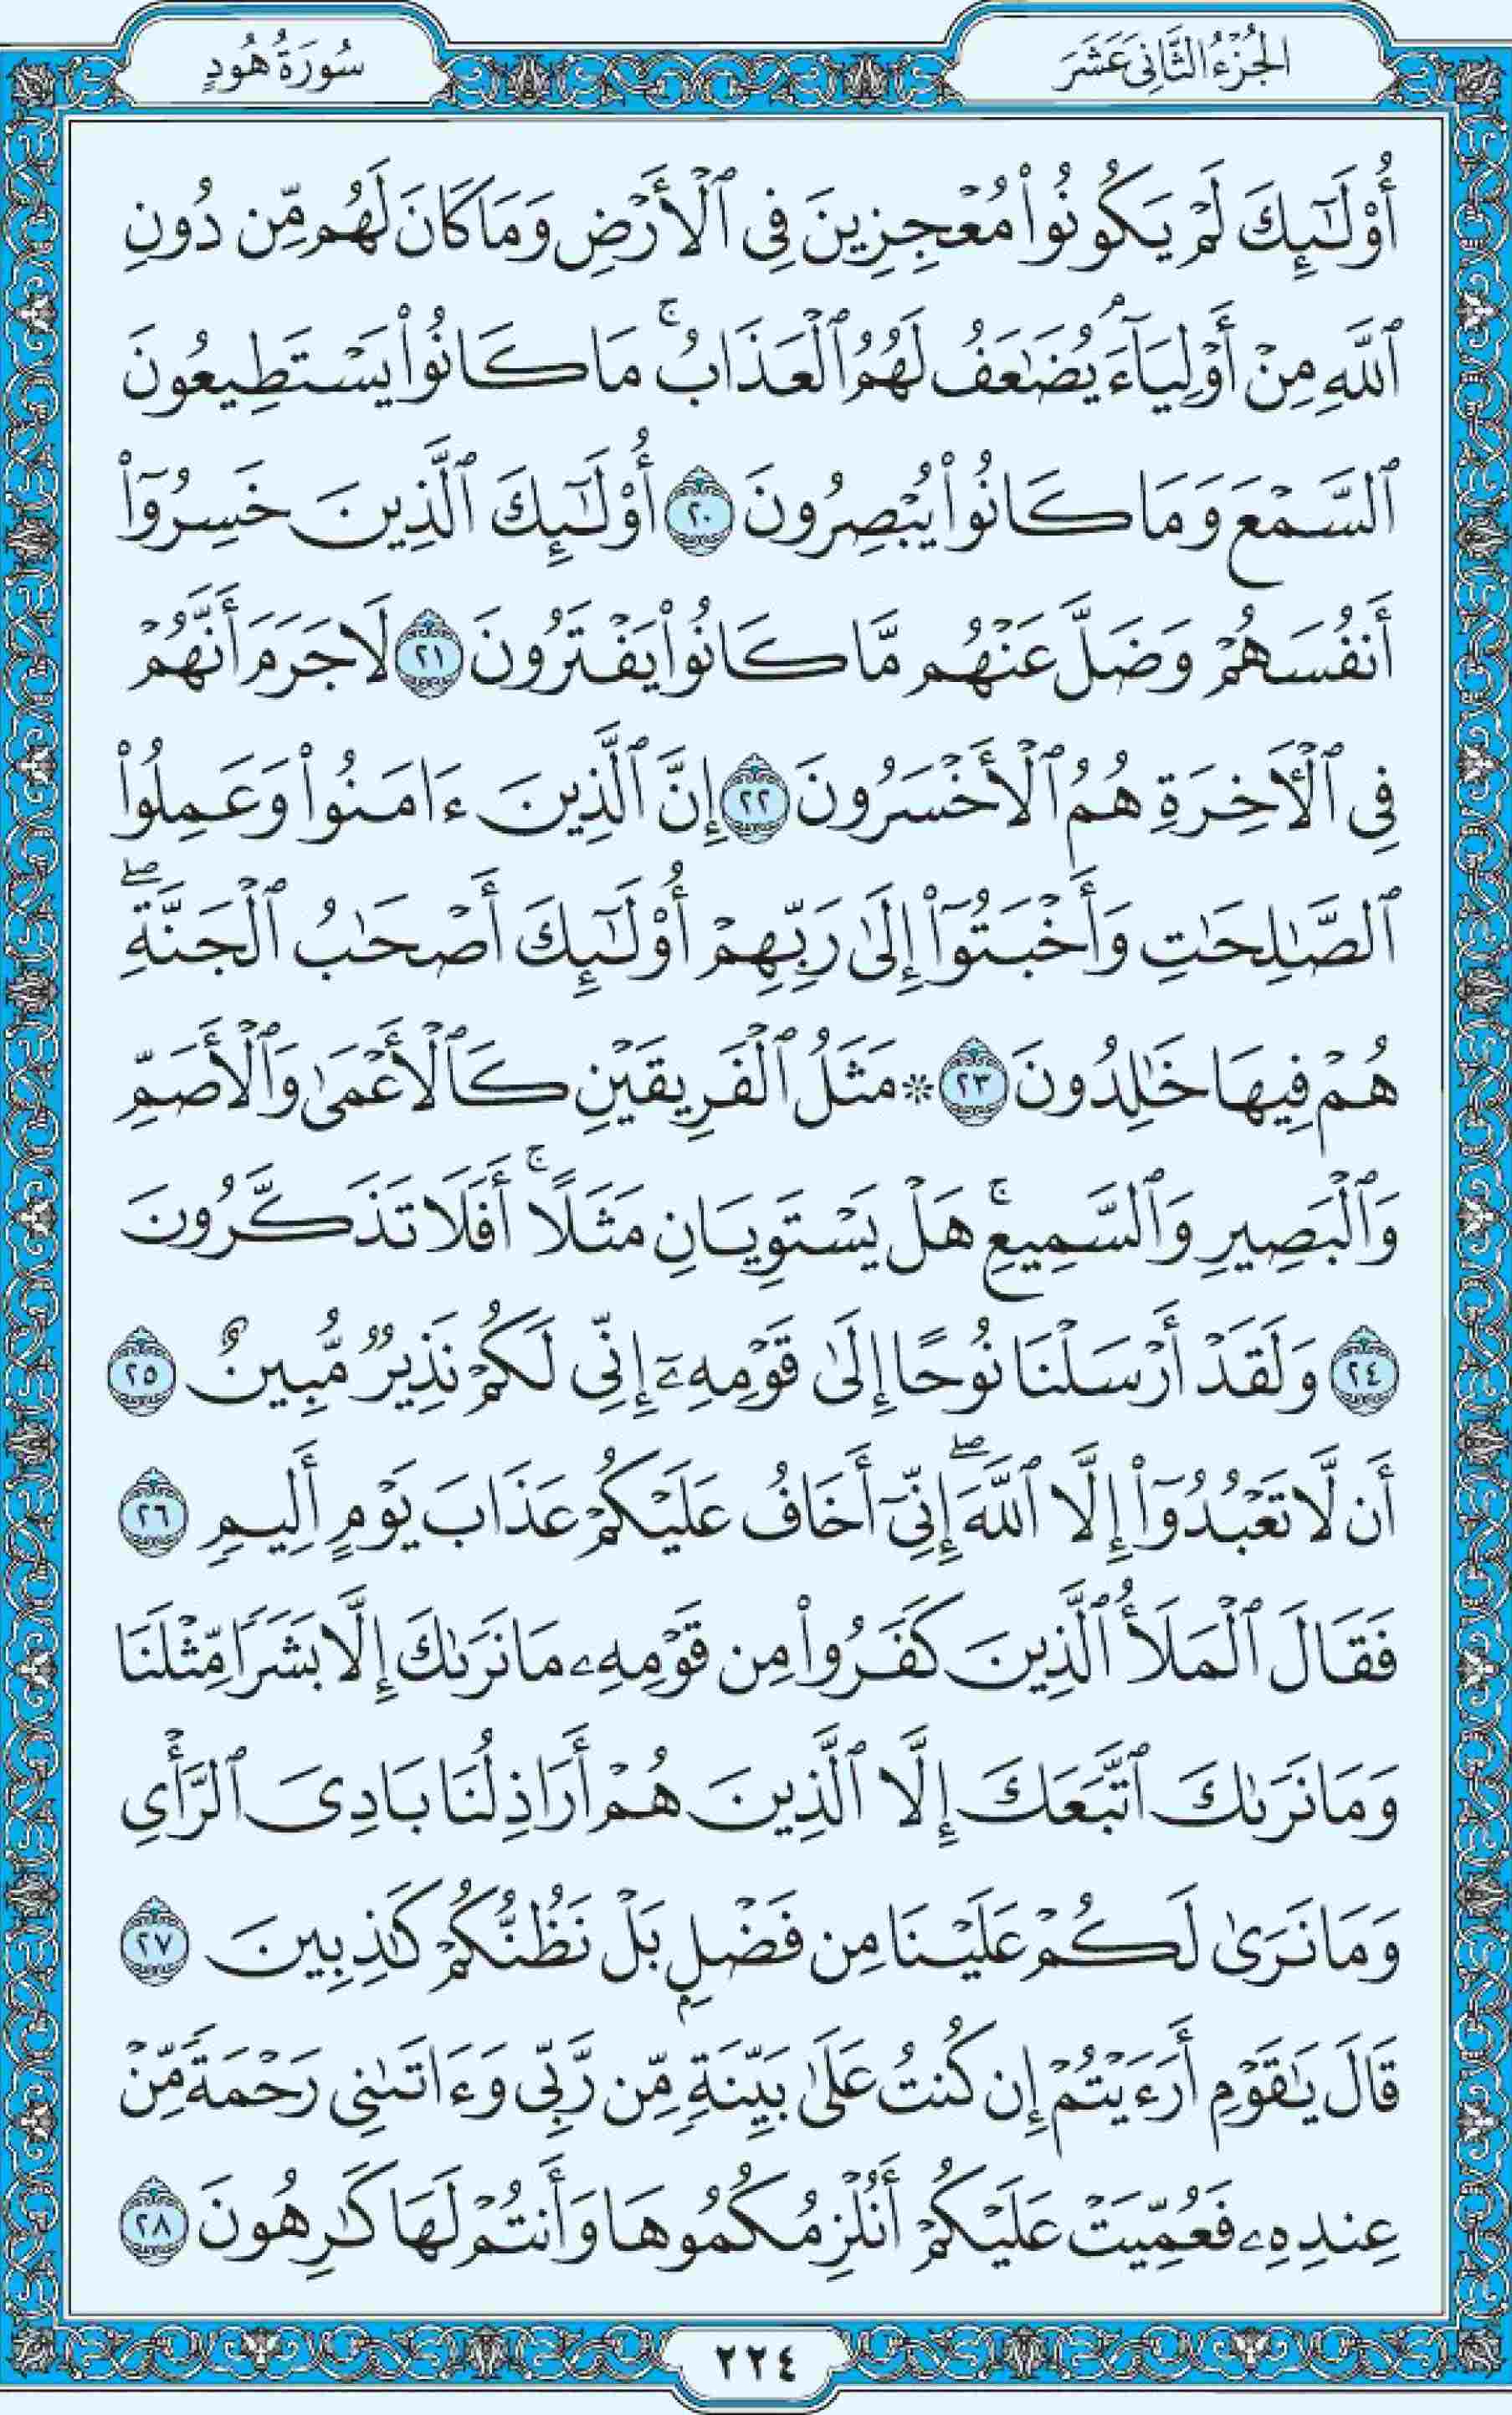 الجُزْءُ الثَّانِيَ عَشَرَ
سُورَةُ هُودٍ
أُوْلَٰٓئِكَ لَمْ يَكُونُواْ مُعْجِزِينَ فِى ٱلْأَرْضِ وَمَا كَانَ لَهُم مِّن دُونِ
ٱللَّهِ مِنْ أَوْلِيَآءَۘ يُضَٰعَفُ لَهُمُ ٱلْعَذَابُۚ مَا كَانُواْ يَسْتَطِيعُونَ
ٱلسَّمْعَ وَمَا كَانُواْ يُبْصِرُونَ ٢٠ أُوْلَٰٓئِكَ ٱلَّذِينَ خَسِرُوٓاْ
أَنفُسَهُمْ وَضَلَّ عَنْهُم مَّا كَانُواْ يَفْتَرُونَ ٢١ لَا جَرَمَ أَنَّهُمْ
فِى ٱلْءَاخِرَةِ هُمُ ٱلْأَخْسَرُونَ ٢٢ إِنَّ ٱلَّذِينَ ءَامَنُواْ وَعَمِلُواْ
ٱلصَّٰلِحَٰتِ وَأَخْبَتُوٓاْ إِلَىٰ رَبِّهِمْ أُوْلَٰٓئِكَ أَصْحَٰبُ ٱلْجَنَّةِۖ
هُمْ فِيهَا خَٰلِدُونَ ٢٣ ۞ مَثَلُ ٱلْفَرِيقَيْنِ كَٱلْأَعْمَىٰ وَٱلْأَصَمِّ
وَٱلْبَصِيرِ وَٱلسَّمِيعِۚ هَلْ يَسْتَوِيَانِ مَثَلًاۚ أَفَلَا تَذَكَّرُونَ
٢٤ وَلَقَدْ أَرْسَلْنَا نُوحًا إِلَىٰ قَوْمِهِۦٓ إِنِّى لَكُمْ نَذِيرٌ مُّبِينٌ ٢٥
أَن لَّا تَعْبُدُوٓاْ إِلَّا ٱللَّهَۖ إِنِّىٓ أَخَافُ عَلَيْكُمْ عَذَابَ يَوْمٍ أَلِيمٍ ٢٦
فَقَالَ ٱلْمَلَأُ ٱلَّذِينَ كَفَرُواْ مِن قَوْمِهِۦ مَا نَرَىٰكَ إِلَّا بَشَرًا مِّثْلَنَا
وَمَا نَرَىٰكَ ٱتَّبَعَكَ إِلَّا ٱلَّذِينَ هُمْ أَرَاذِلُنَا بَادِىَ ٱلرَّأْىِ
وَمَا نَرَىٰ لَكُمْ عَلَيْنَا مِن فَضْلٍۭ بَلْ نَظُنُّكُمْ كَٰذِبِينَ ٢٧
قَالَ يَٰقَوْمِ أَرَءَيْتُمْ إِن كُنتُ عَلَىٰ بَيِّنَةٍ مِّن رَّبِّى وَءَاتَىٰنِى رَحْمَةً مِّنْ
عِندِهِۦ فَعُمِّيَتْ عَلَيْكُمْ أَنُلْزِمُكُمُوهَا وَأَنتُمْ لَهَا كَٰرِهُونَ ٢٨
٢٢٤